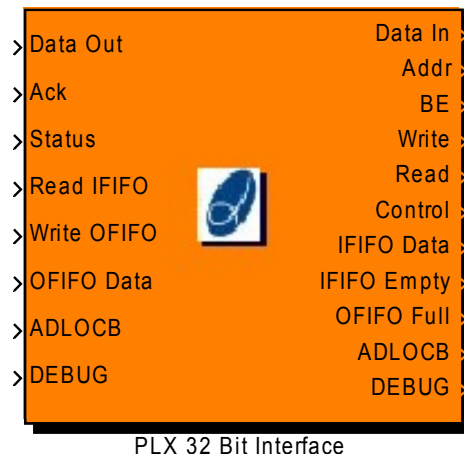 Data Out
Ack
Status
Read IFIFO
Write OFIFO
OFIFO Data
ADLOCB
DEBUG
Data In
Addr
BE
Write
Read
Control
IFIFO Data
IFIFO Empty
OFIFO Full
ADLOCB
DEBUG
PLX 32 Bit Interface